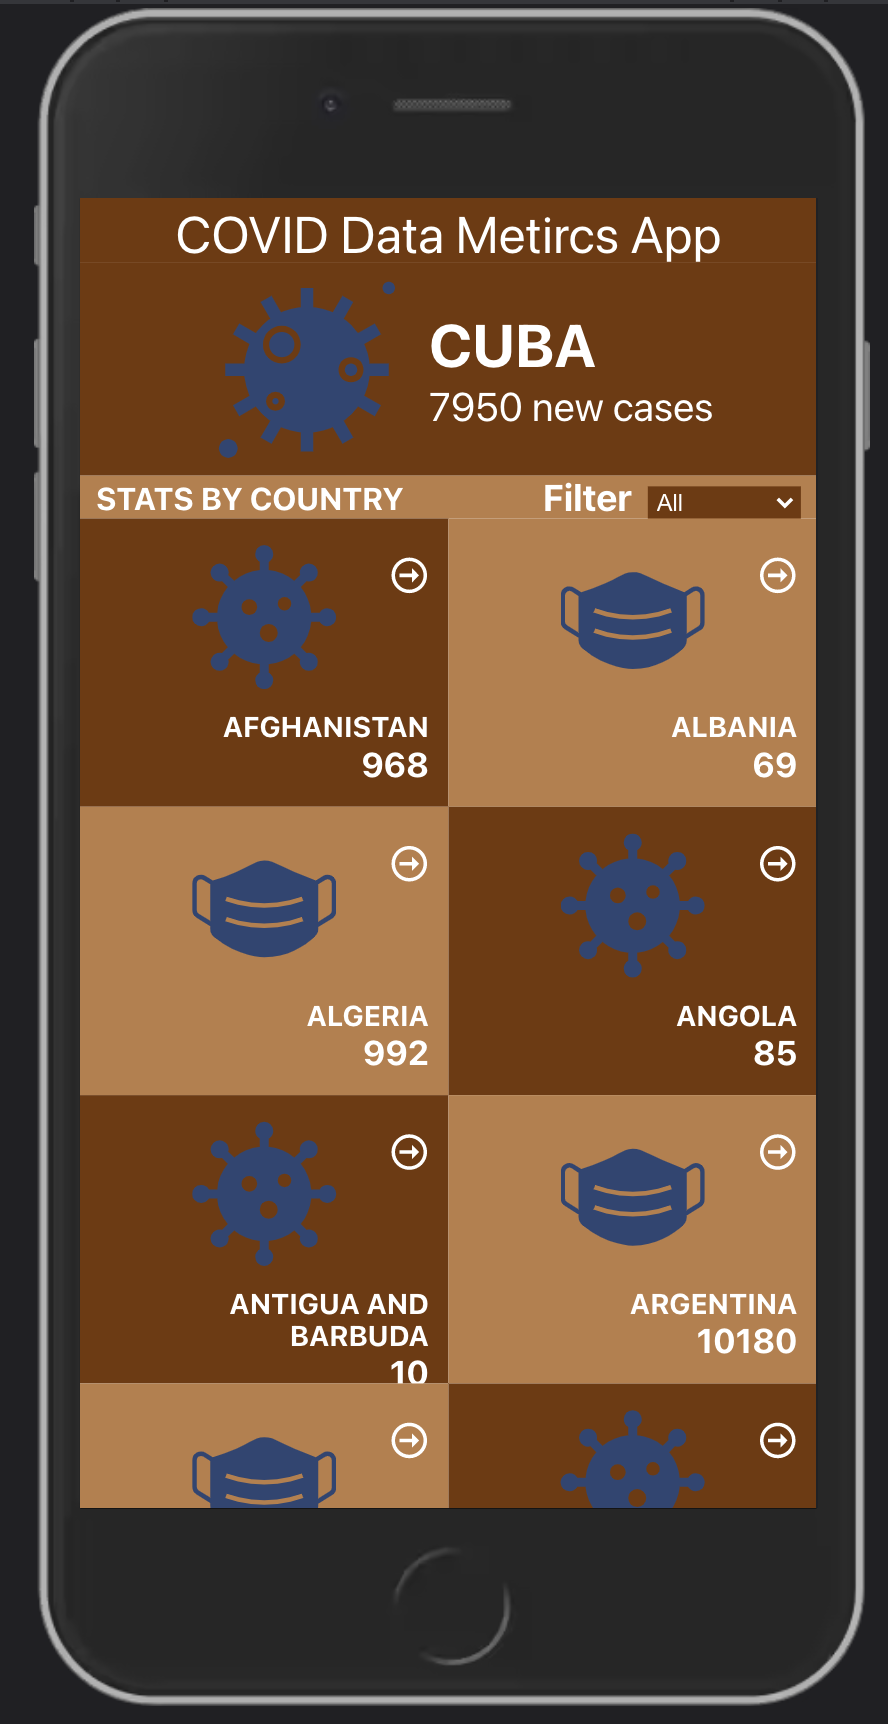 COVID Data Metircs App
CUBA
7950 new cases
STATS BY COUNTRY Filter All
AFGHANISTAN
968
ALBANIA
69
ALGERIA
992
ANGOLA
85
ANTIGUA AND
BARBUDA
10
ARGENTINA
10180